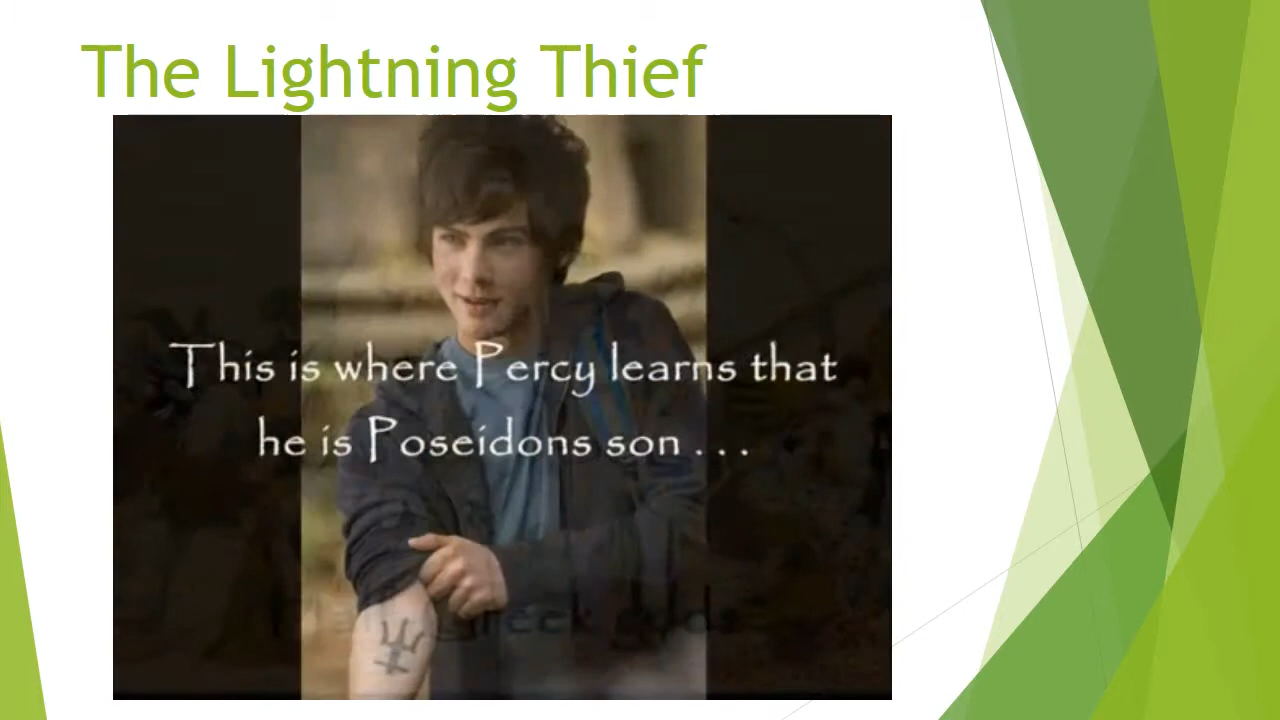 The Lightning Thief
This is where Percy learns that
he is Poseidons son . . .